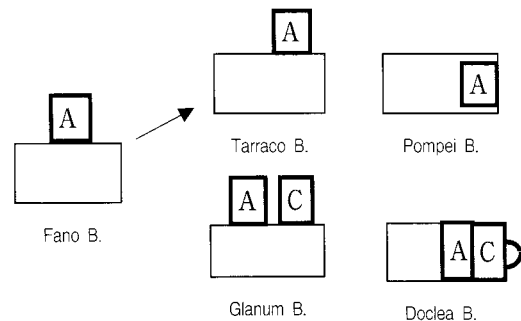 A
A
A
Tarraco B.
Pompei B.
Fano B.
A C
A C
Glanum B.
Doclea B.